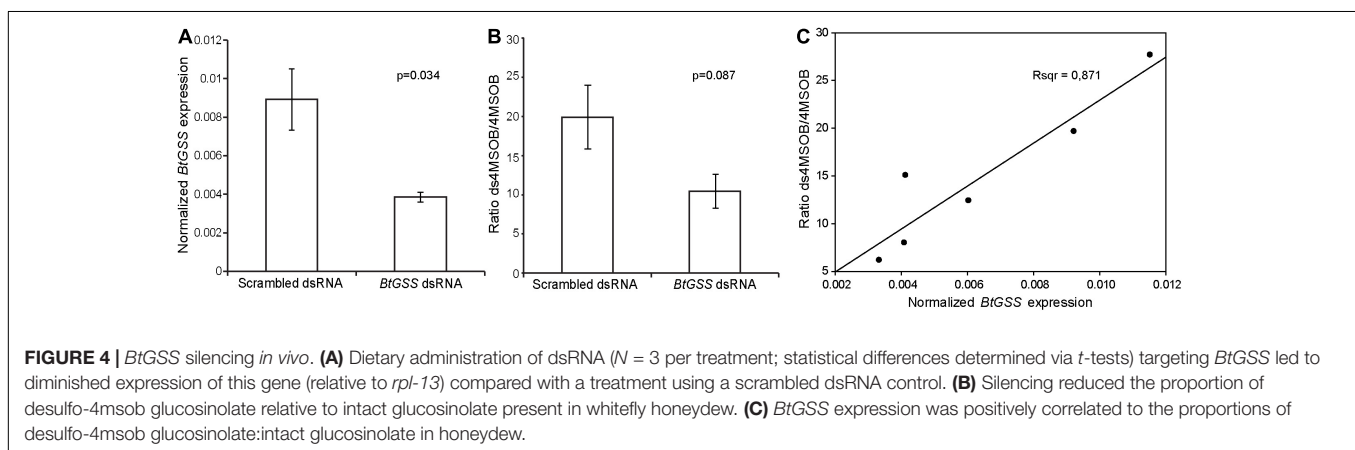 A
0.012
0.01
0.008
0.006
0.004
0.002
0
Normalized BtGSS expression
p=0.034
Scrambled dsRNA
BtGSS dsRNA
B
30
25
20
15
10
5
0
Ratio ds4MSOB/4MSOB
p=0.087
Scrambled dsRNA
BtGSS dsRNA
C
30
25
20
15
10
5
Ratio ds4MSOB/4MSOB
Rsqr = 0,871
0.002 0.004 0.006 0.008 0.010 0.012
Normalized BtGSS expression
FIGURE 4 | BtGSS silencing in vivo. (A) Dietary administration of dsRNA (N = 3 per treatment; statistical differences determined via t-tests) targeting BtGSS led to
diminished expression of this gene (relative to rpl-13) compared with a treatment using a scrambled dsRNA control. (B) Silencing reduced the proportion of
desulfo-4msob glucosinolate relative to intact glucosinolate present in whitefly honeydew. (C) BtGSS expression was positively correlated to the proportions of
desulfo-4msob glucosinolate:intact glucosinolate in honeydew.